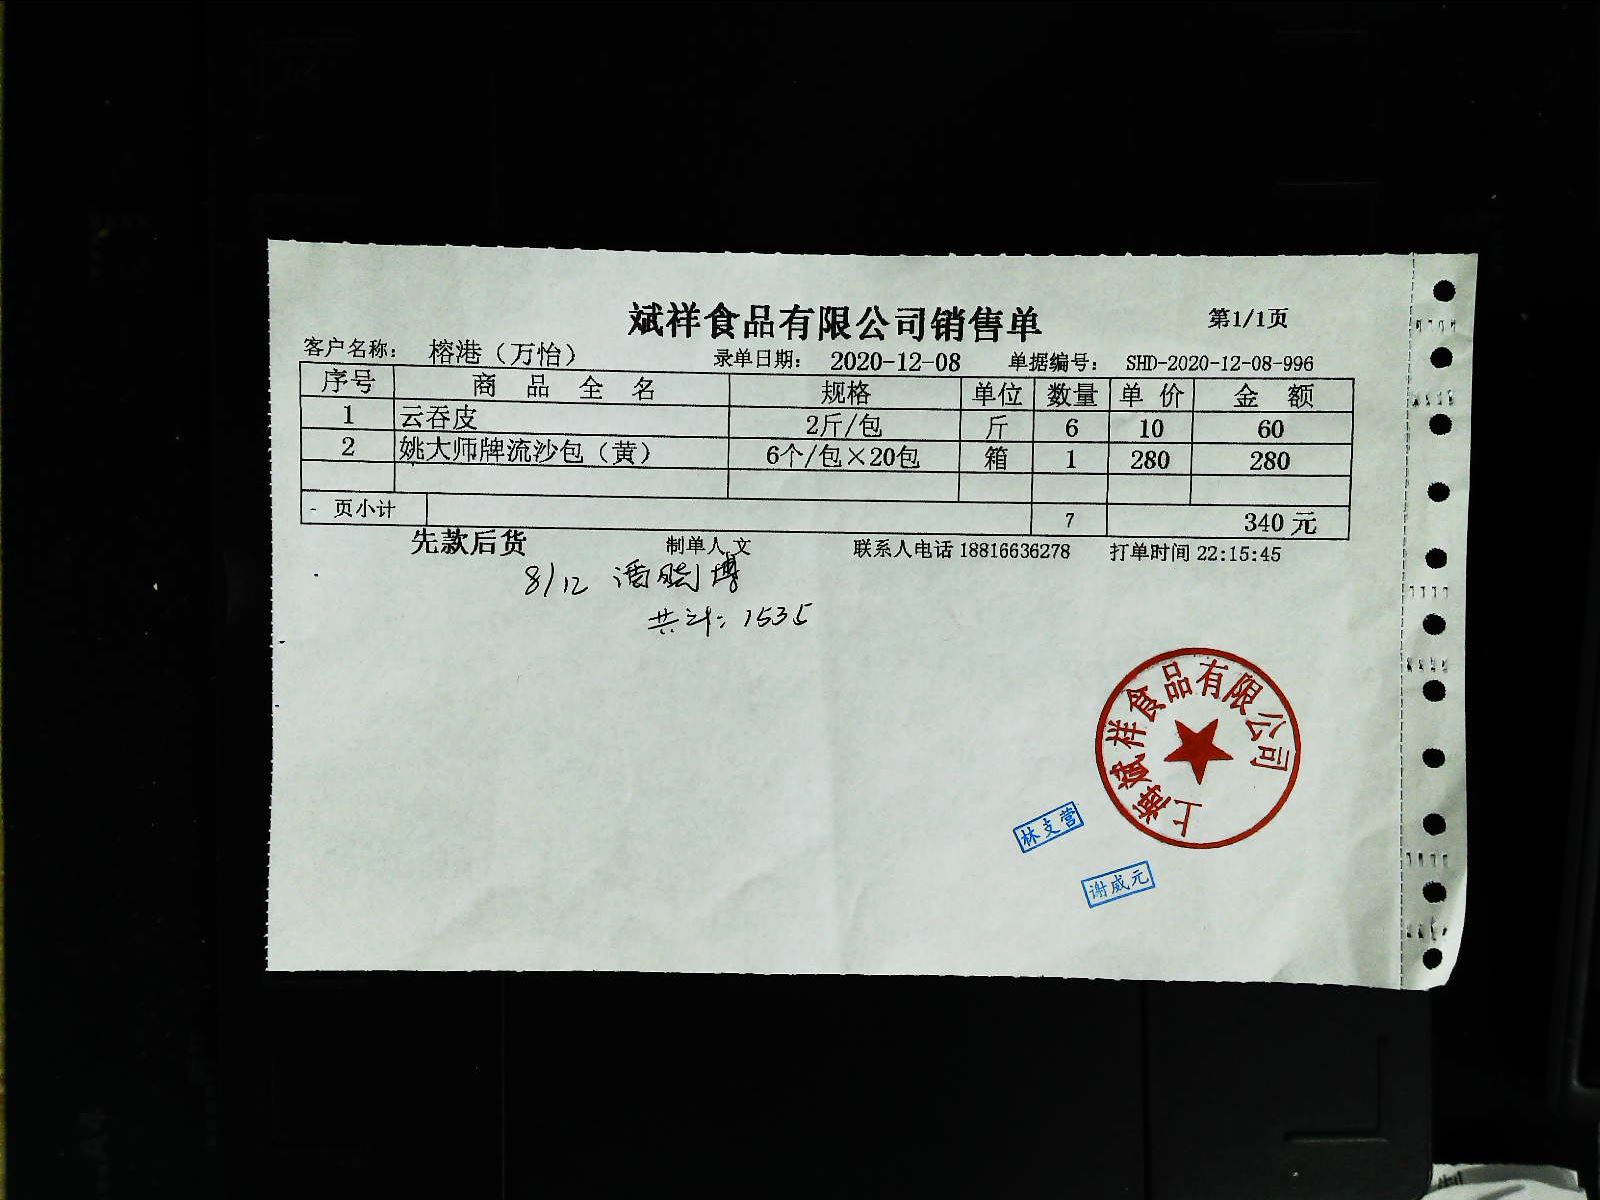 斌祥食品有限公司销售单 第1/1页
客户名称： 榕港（万怡） 录单日期： 2020-12-08 单据编号： SHD-2020-12-08-996
序号 商品全名 规格 单位 数量 单价 金额
1 云吞皮 2斤/包 斤 6 10 60
2 姚大师牌流沙包（黄） 6个/包×20包 箱 1 280 280
页小计 7 340 元
先款后货 制单人 文 联系人电话 18816636278 打单时间 22:15:45
8/12 潘晓博
共计：1535
上海斌祥食品有限公司
林支营
谢威元